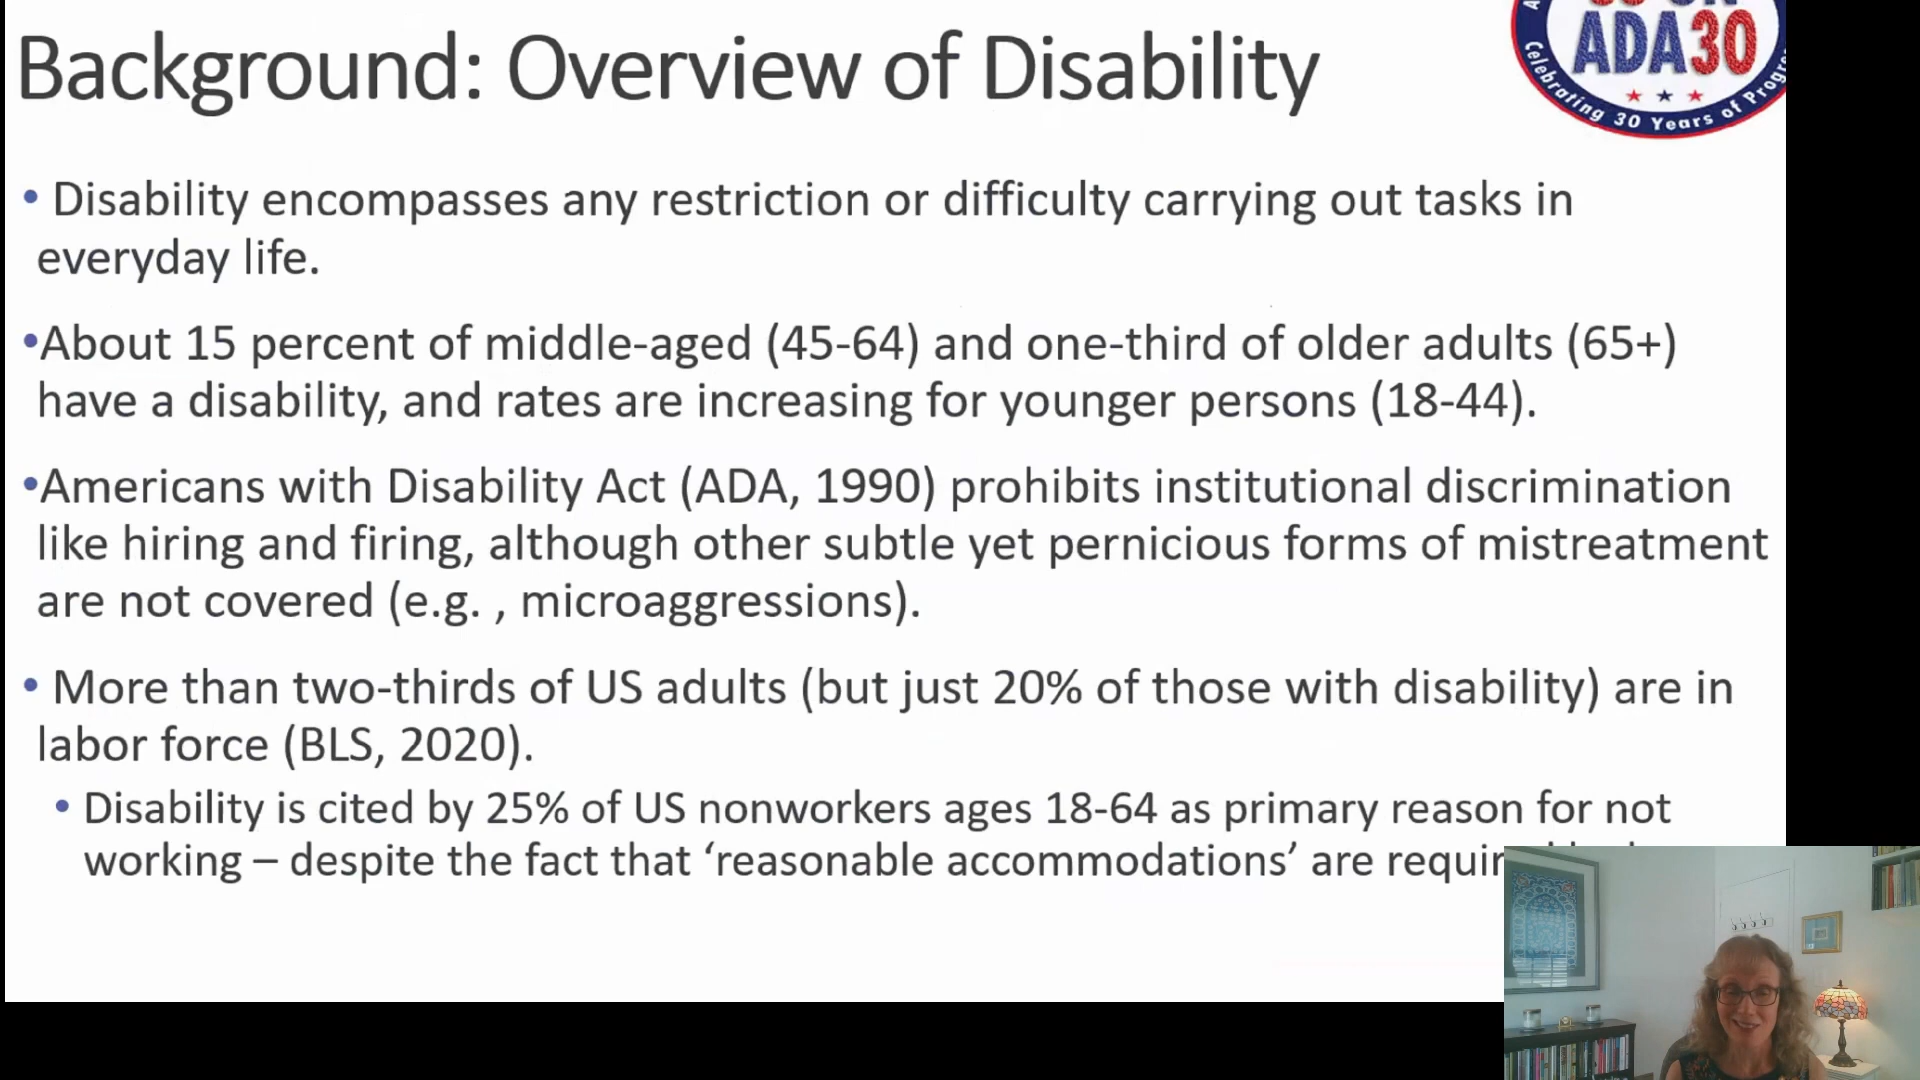 Background: Overview of Disability
ADA30
Celebrating 30 Years of
• Disability encompasses any restriction or difficulty carrying out tasks in
everyday life.
•About 15 percent of middle-aged (45-64) and one-third of older adults (65+)
have a disability, and rates are increasing for younger persons (18-44).
•Americans with Disability Act (ADA, 1990) prohibits institutional discrimination
like hiring and firing, although other subtle yet pernicious forms of mistreatment
are not covered (e.g. , microaggressions).
• More than two-thirds of US adults (but just 20% of those with disability) are in
labor force (BLS, 2020).
• Disability is cited by 25% of US nonworkers ages 18-64 as primary reason for not
working – despite the fact that ‘reasonable accommodations’ are